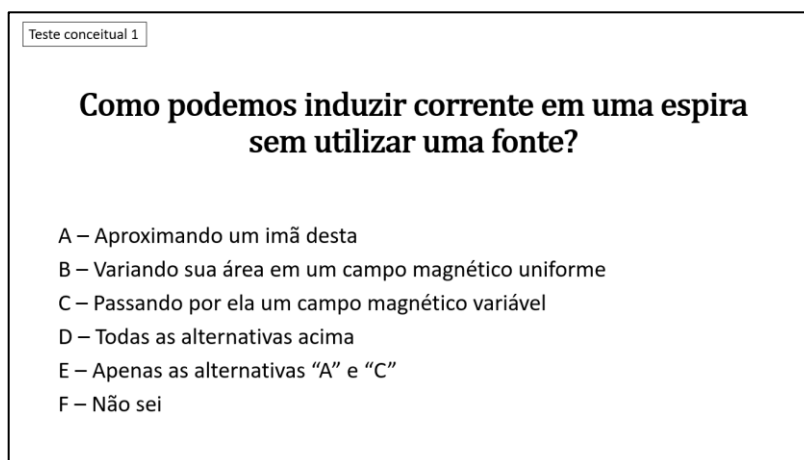 Teste conceitual 1
Como podemos induzir corrente em uma espira
sem utilizar uma fonte?
A – Aproximando um imã desta
B – Variando sua área em um campo magnético uniforme
C – Passando por ela um campo magnético variável
D – Todas as alternativas acima
E – Apenas as alternativas “A” e “C”
F – Não sei